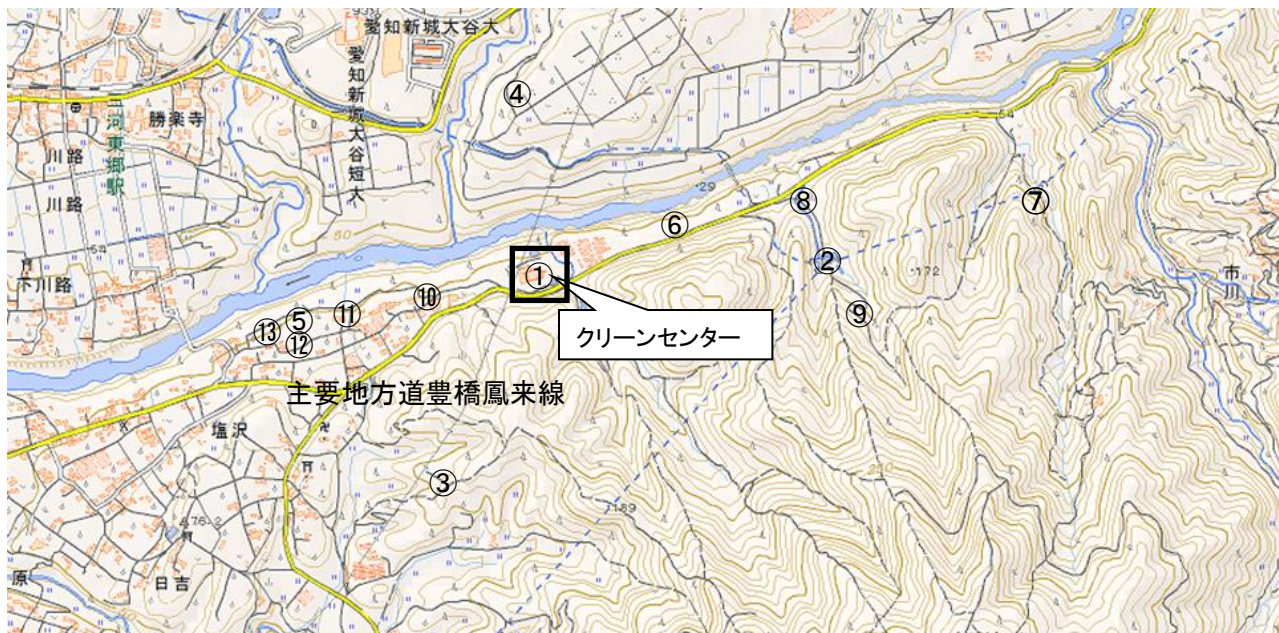 愛知新城大谷大
愛知新城大谷短大
④
三河東郷駅
勝楽寺
川路
川路
54
50
29
54
⑧
⑦
⑥
②
172
市川
下川路
①
⑨
⑩
⑪
⑤
⑬
⑫
クリーンセンター
主要地方道豊橋鳳来線
塩沢
③
250
189
76.2
日吉
原